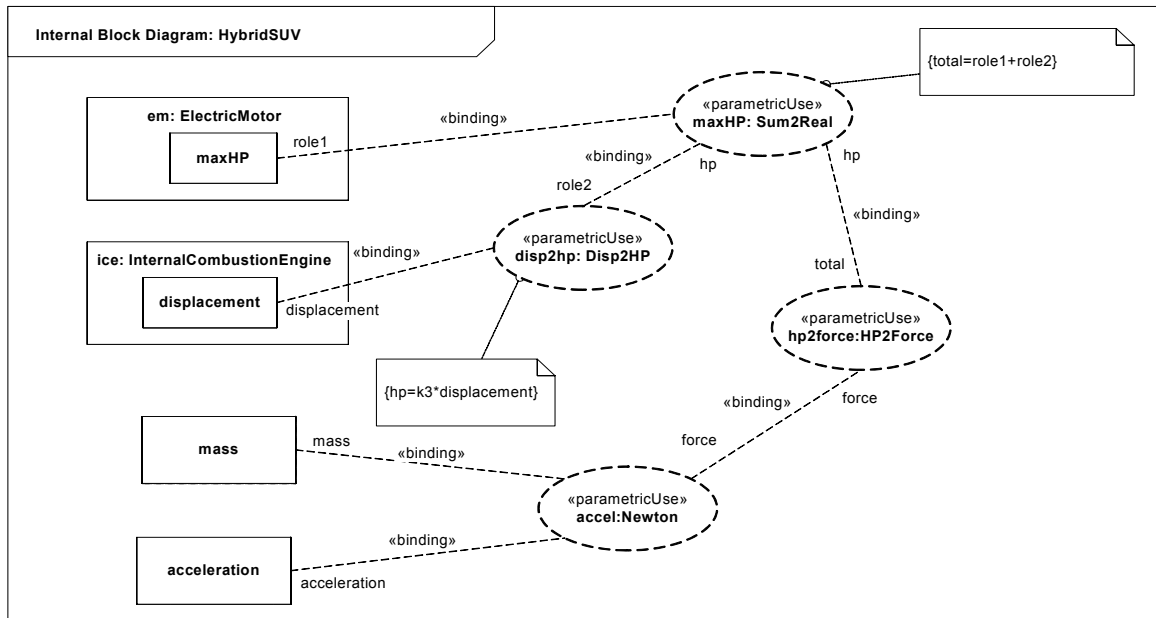 Internal Block Diagram: HybridSUV
{total=role1+role2}
em: ElectricMotor
maxHP
role1
«binding»
«parametricUse»
maxHP: Sum2Real
«binding»
hp
hp
role2
«binding»
ice: InternalCombustionEngine
displacement
displacement
«binding»
«parametricUse»
disp2hp: Disp2HP
total
«parametricUse»
hp2force:HP2Force
{hp=k3*displacement}
«binding»
force
force
mass
mass
«binding»
«parametricUse»
accel:Newton
«binding»
acceleration
acceleration